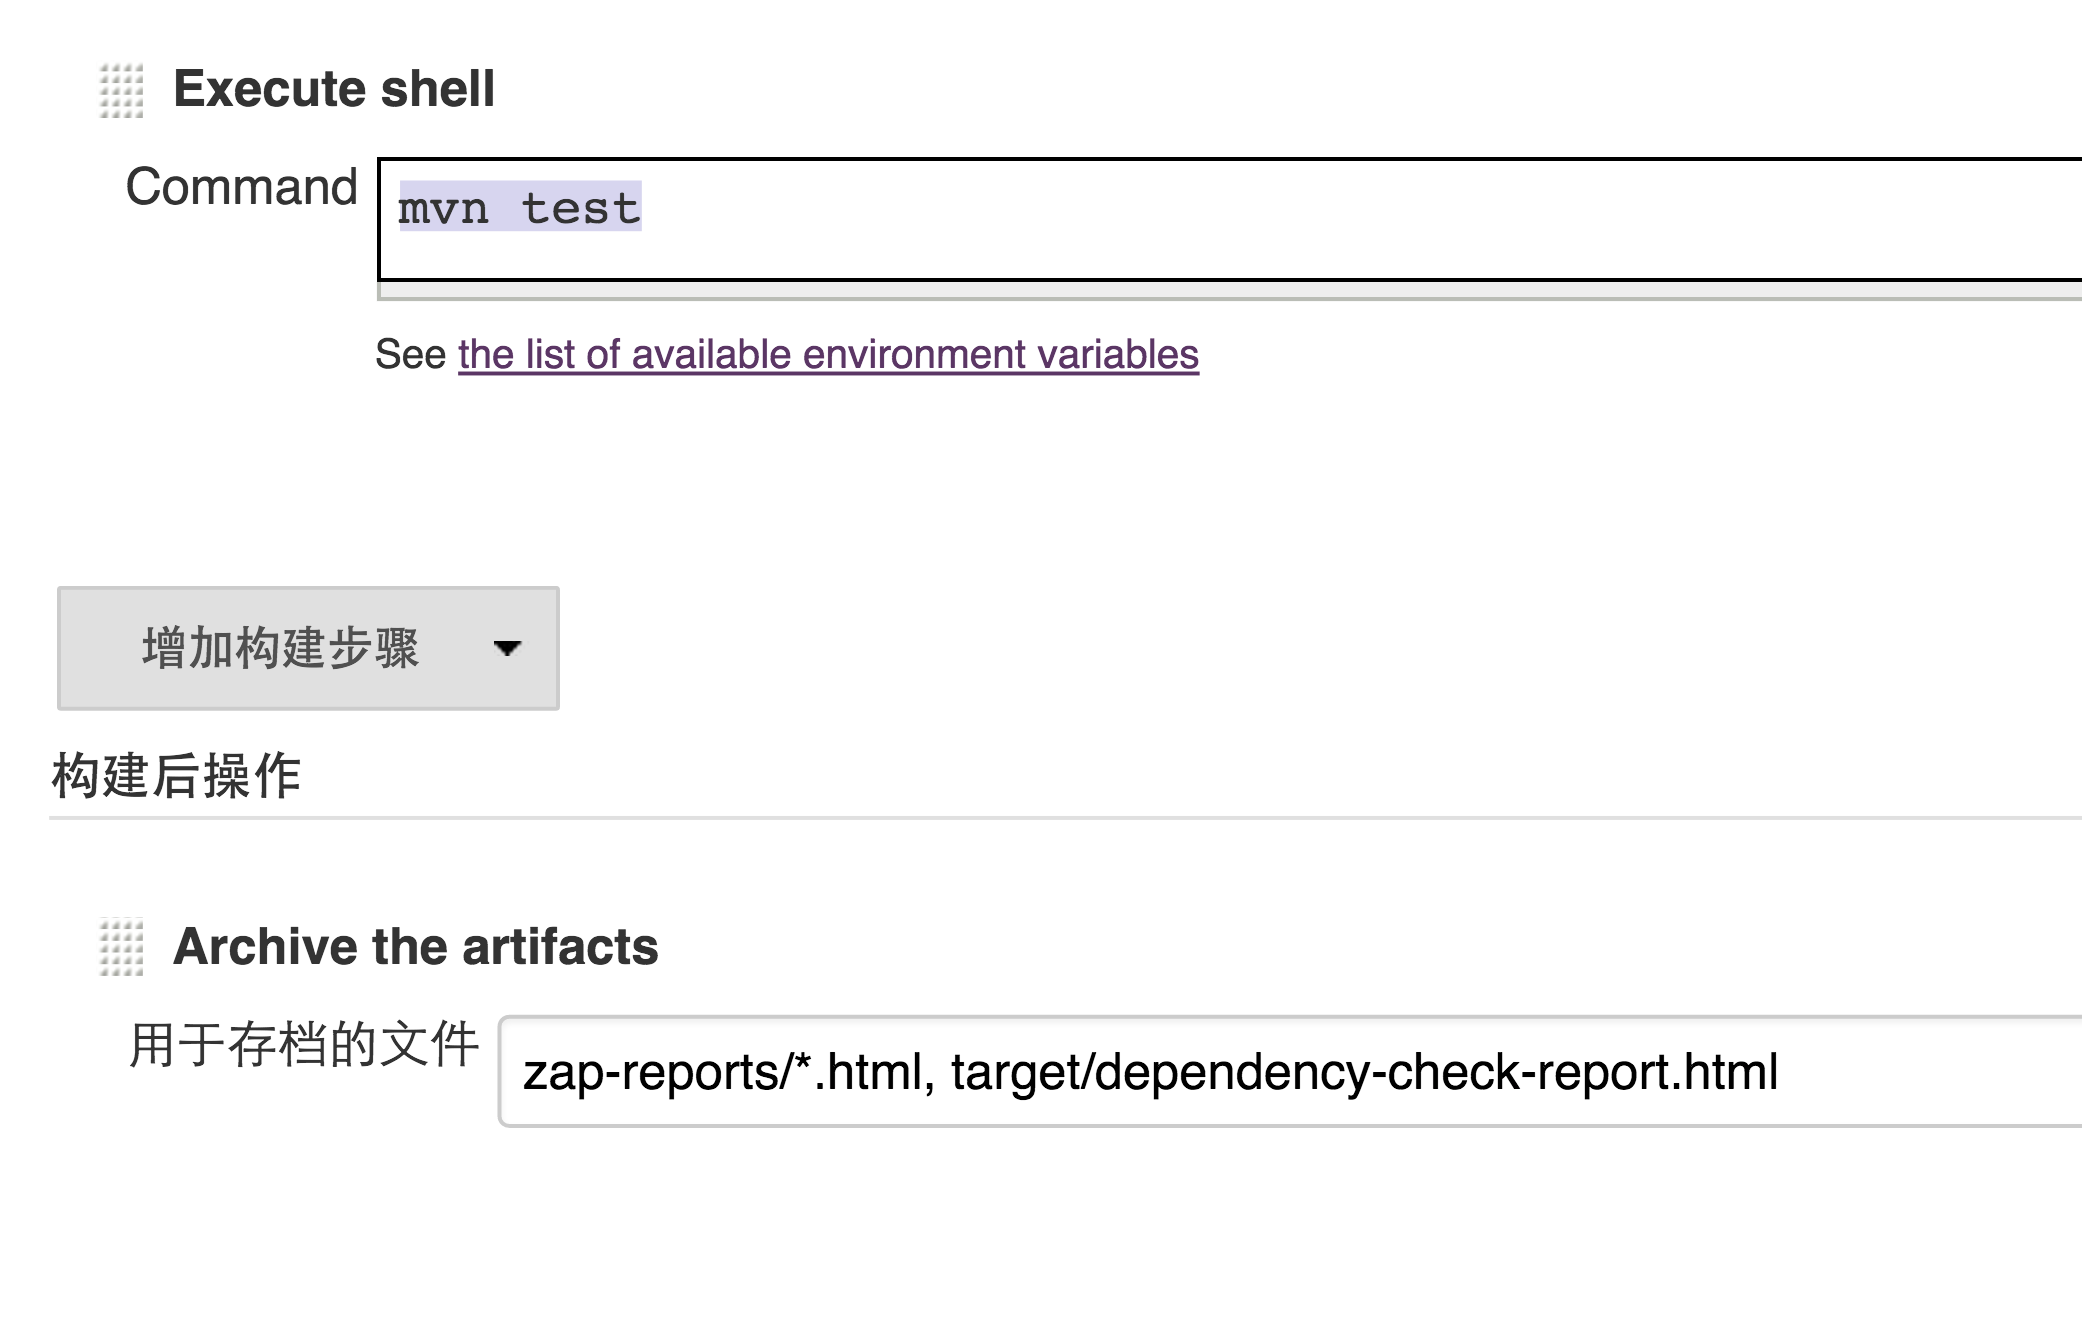 Execute shell
Command
mvn test
See the list of available environment variables
增加构建步骤
构建后操作
Archive the artifacts
用于存档的文件
zap-reports/*.html, target/dependency-check-report.html